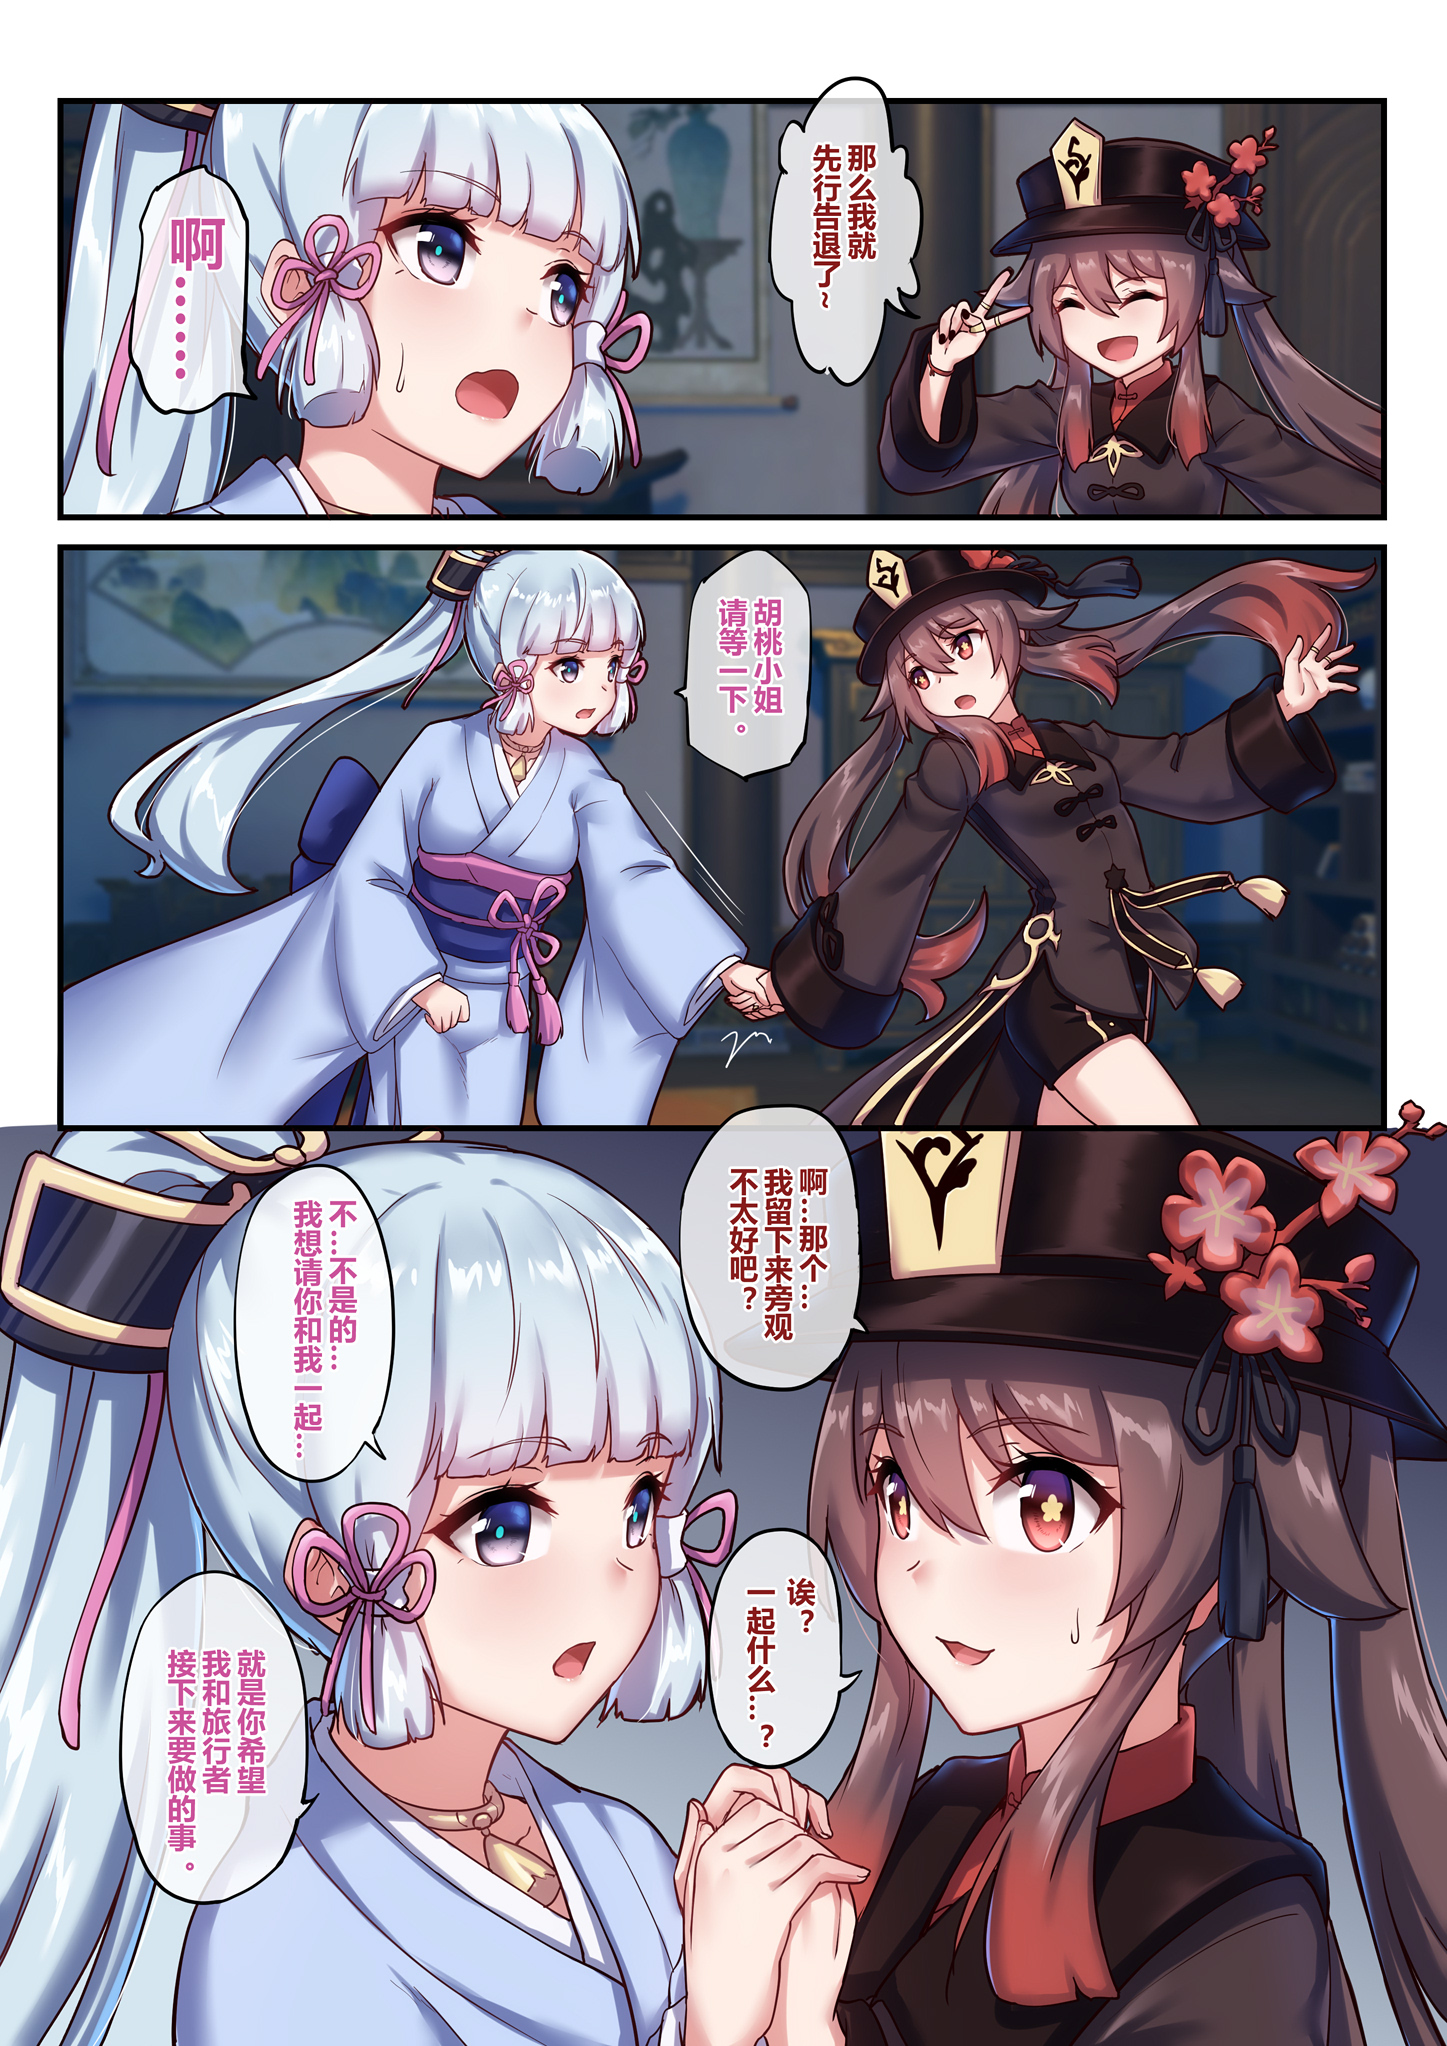 那么我就
先行告退了~
啊……
胡桃小姐
请等一下。
啊…那个…
我留下来旁观
不太好吧？
不…不是的…
我想请你和我一起…
诶？
一起什么…？
就是你希望
我和旅行者
接下来要做的事。